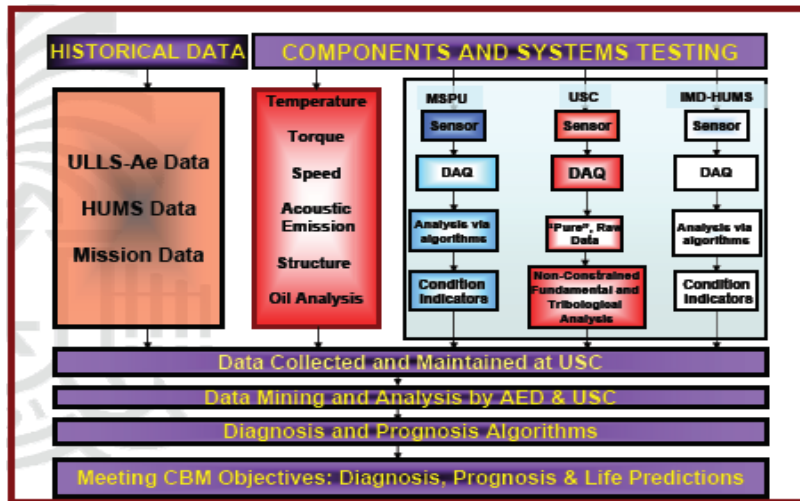 HISTORICAL DATA
COMPONENTS AND SYSTEMS TESTING
ULLS-Ae Data
HUMS Data
Mission Data
Temperature
Torque
Speed
Acoustic
Emission
Structure
Oil Analysis
MSPU
Sensor
DAQ
Analysis via
algorithms
Condition
Indicators
USC
Sensor
DAQ
"Pure", Raw
Data
Non-Constrained
Fundamental and
Tribological
Analysis
IMD-HUMS
Sensor
DAQ
Analysis via
algorithms
Condition
Indicators
Data Collected and Maintained at USC
Data Mining and Analysis by AED & USC
Diagnosis and Prognosis Algorithms
Meeting CBM Objectives: Diagnosis, Prognosis & Life Predictions